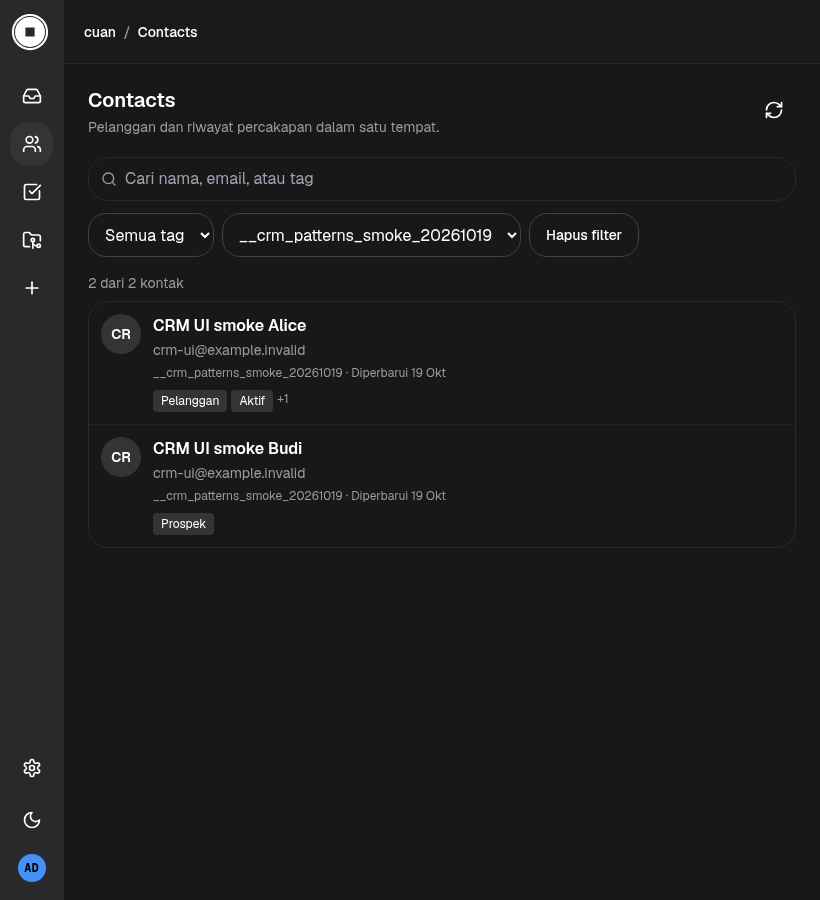 cuan / Contacts
Contacts
Pelanggan dan riwayat percakapan dalam satu tempat.
Cari nama, email, atau tag
Semua tag
__crm_patterns_smoke_20261019
Hapus filter
2 dari 2 kontak
CR
CRM UI smoke Alice
crm-ui@example.invalid
__crm_patterns_smoke_20261019 · Diperbarui 19 Okt
Pelanggan Aktif +1
CR
CRM UI smoke Budi
crm-ui@example.invalid
__crm_patterns_smoke_20261019 · Diperbarui 19 Okt
Prospek
AD